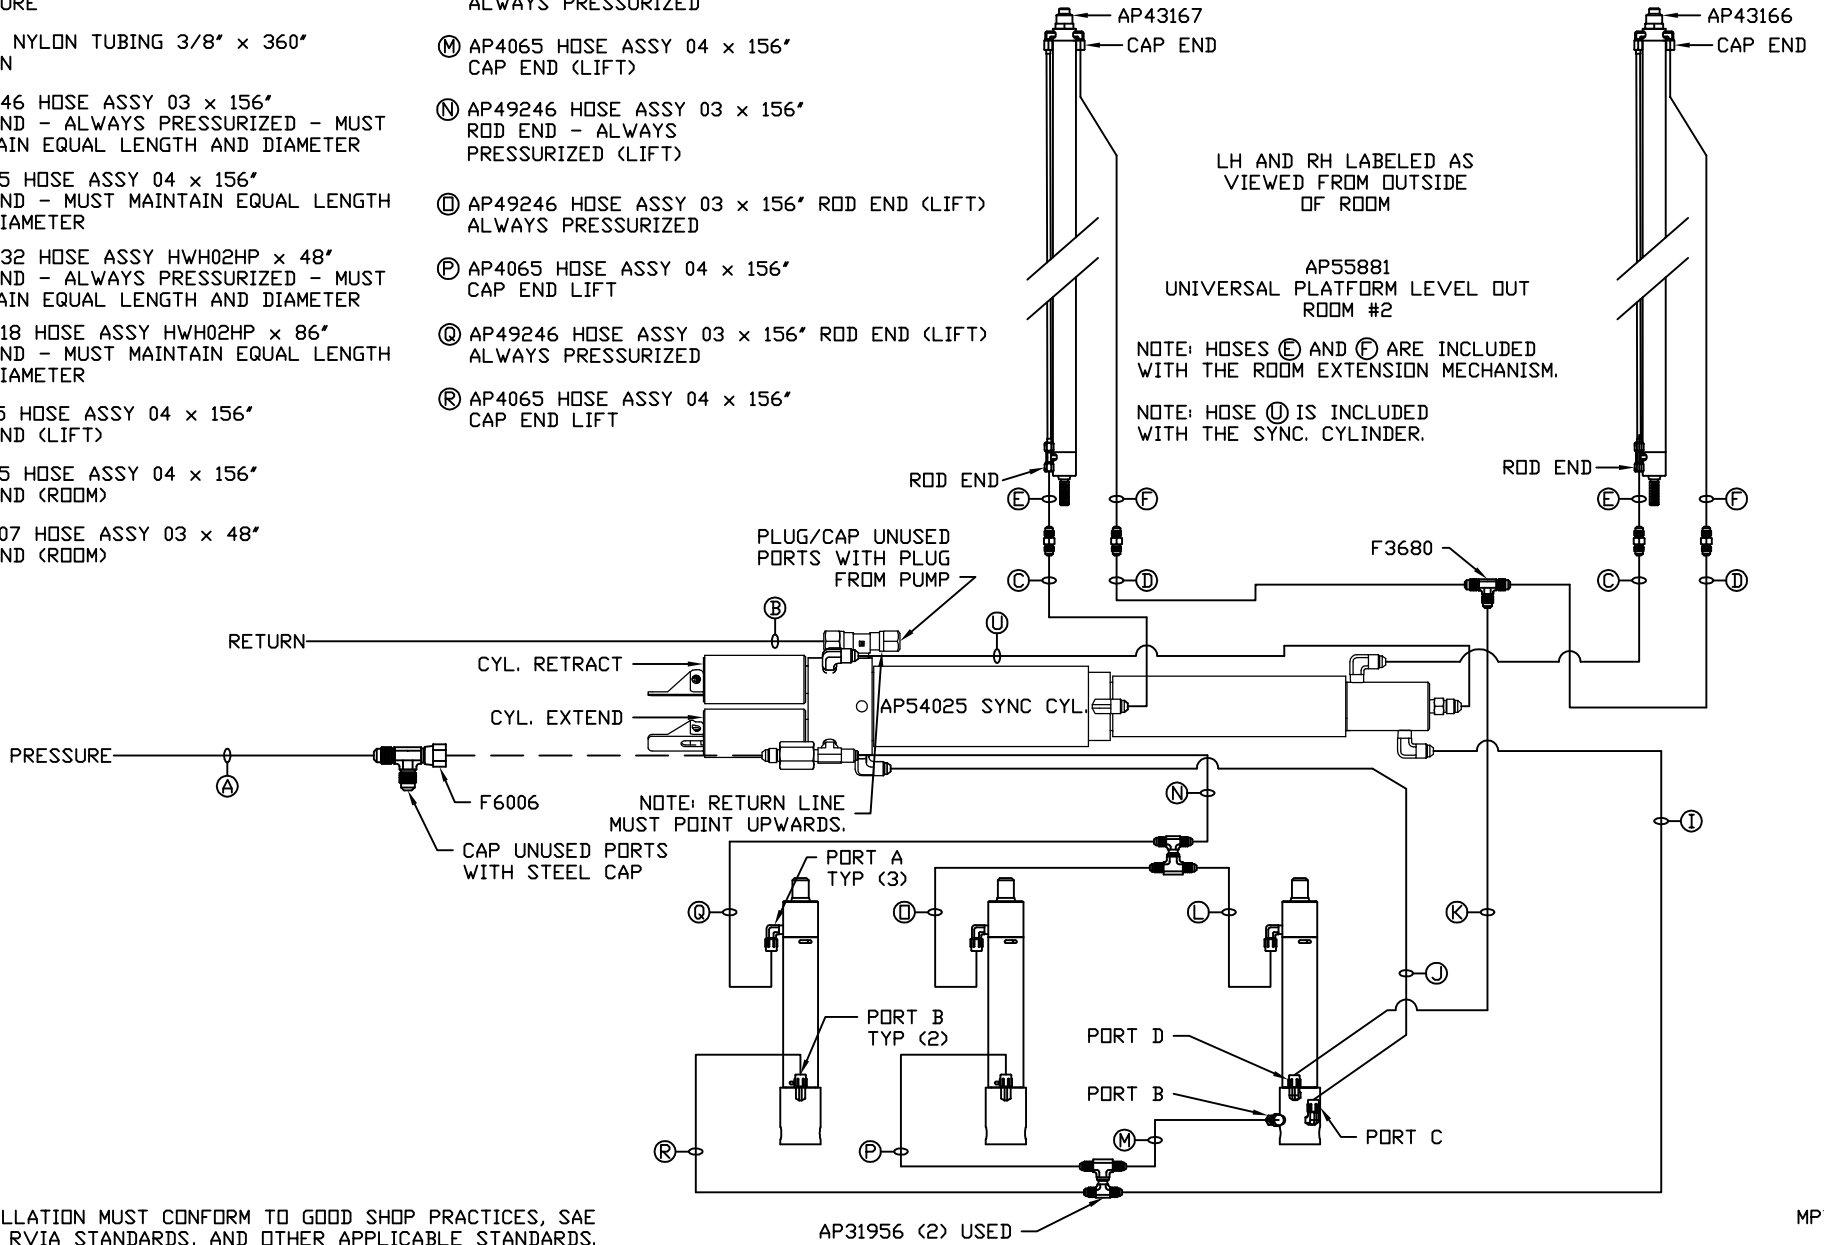 URE
NYLON TUBING 3/8" x 360"
N
46 HOSE ASSY 03 x 156"
ND - ALWAYS PRESSURIZED - MUST
AIN EQUAL LENGTH AND DIAMETER
5 HOSE ASSY 04 x 156"
ND - MUST MAINTAIN EQUAL LENGTH
IAMETER
32 HOSE ASSY HWH02HP x 48"
ND - ALWAYS PRESSURIZED - MUST
AIN EQUAL LENGTH AND DIAMETER
18 HOSE ASSY HWH02HP x 86"
ND - MUST MAINTAIN EQUAL LENGTH
IAMETER
5 HOSE ASSY 04 x 156"
ND (LIFT)
5 HOSE ASSY 04 x 156"
ND (ROOM)
07 HOSE ASSY 03 x 48"
ND (ROOM)
ALWAYS PRESSURIZED
M AP4065 HOSE ASSY 04 x 156"
CAP END (LIFT)
N AP49246 HOSE ASSY 03 x 156"
ROD END - ALWAYS
PRESSURIZED (LIFT)
O AP49246 HOSE ASSY 03 x 156" ROD END (LIFT)
ALWAYS PRESSURIZED
P AP4065 HOSE ASSY 04 x 156"
CAP END LIFT
Q AP49246 HOSE ASSY 03 x 156" ROD END (LIFT)
ALWAYS PRESSURIZED
R AP4065 HOSE ASSY 04 x 156"
CAP END LIFT
AP43167
CAP END
AP43166
CAP END
LH AND RH LABELED AS
VIEWED FROM OUTSIDE
OF ROOM
AP55881
UNIVERSAL PLATFORM LEVEL OUT
ROOM #2
NOTE: HOSES E AND F ARE INCLUDED
WITH THE ROOM EXTENSION MECHANISM.
NOTE: HOSE U IS INCLUDED
WITH THE SYNC. CYLINDER.
ROD END
ROD END
E
F
E
F
PLUG/CAP UNUSED
PORTS WITH PLUG
FROM PUMP
F3680
C
D
C
D
B
U
RETURN
CYL. RETRACT
CYL. EXTEND
AP54025 SYNC CYL.
PRESSURE
A
F6006
NOTE: RETURN LINE
MUST POINT UPWARDS.
N
I
CAP UNUSED PORTS
WITH STEEL CAP
PORT A
TYP (3)
Q
O
L
K
J
PORT B
TYP (2)
PORT D
PORT B
PORT C
R
P
M
AP31956 (2) USED
LLATION MUST CONFORM TO GOOD SHOP PRACTICES, SAE
RVIA STANDARDS, AND OTHER APPLICABLE STANDARDS.
MP